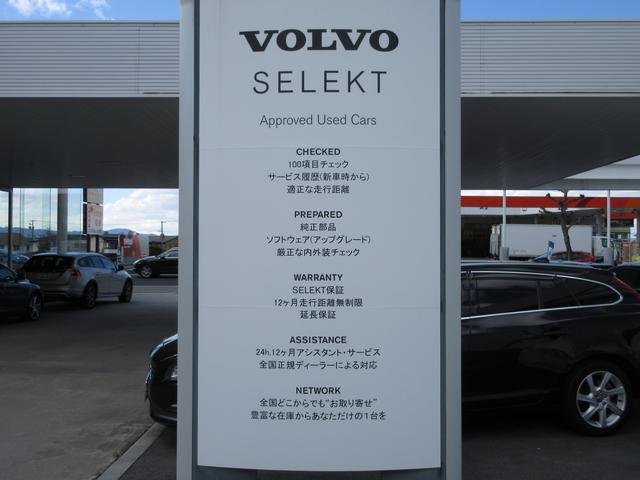 VOLVO
SELEKT
Approved Used Cars
CHECKED
100項目チェック
サービス履歴(新車時から)
適正な走行距離
PREPARED
純正部品
ソフトウェア(アップグレード)
厳正な内外装チェック
WARRANTY
SELEKT保証
12ヶ月走行距離無制限
延長保証
ASSISTANCE
24h.12ヶ月アシスタント・サービス
全国正規ディーラーによる対応
NETWORK
全国どこからでも"お取り寄せ"
豊富な在庫からあなただけの1台を